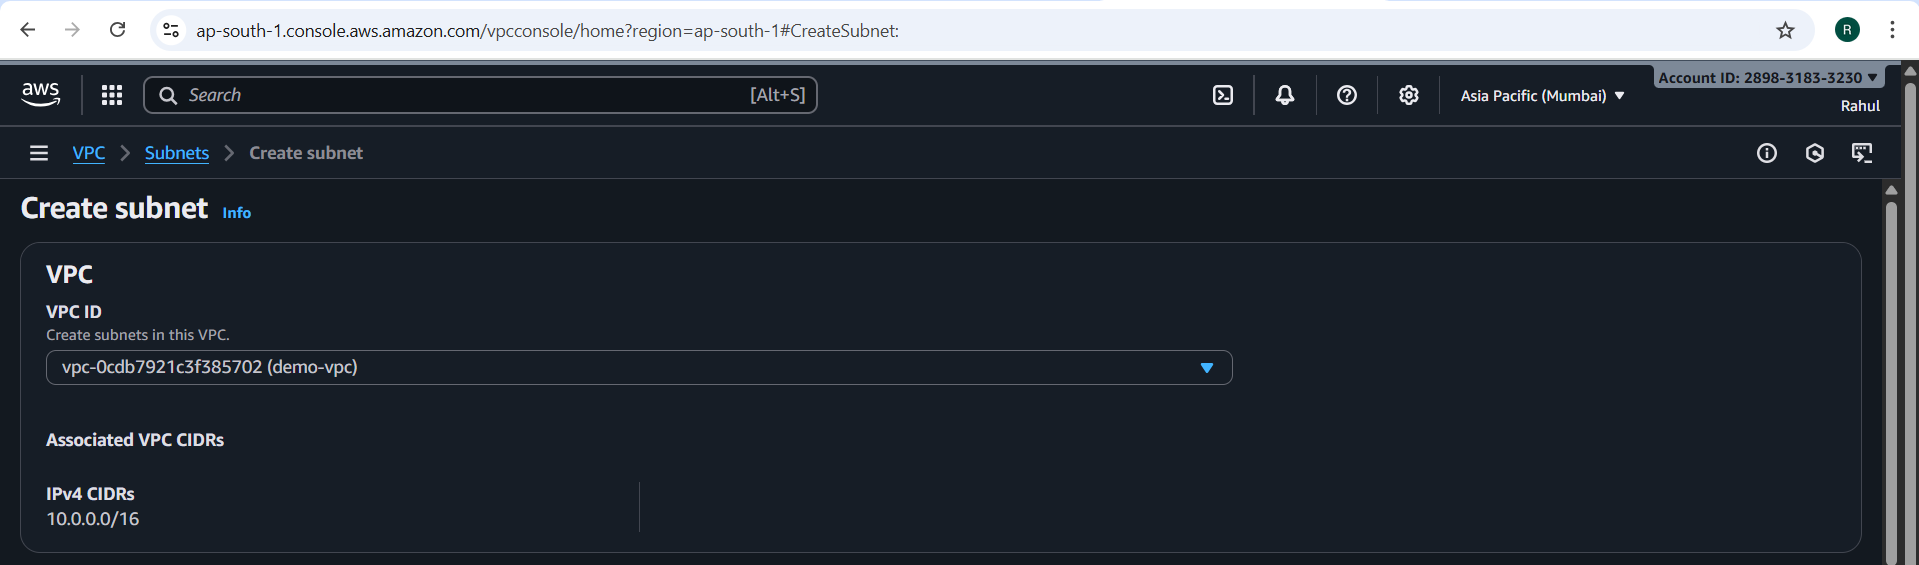 ap-south-1.console.aws.amazon.com/vpcconsole/home?region=ap-south-1#CreateSubnet:
R
aws
Search
[Alt+S]
Asia Pacific (Mumbai)
Account ID: 2898-3183-3230
Rahul
VPC
Subnets
Create subnet
Create subnet Info
VPC
VPC ID
Create subnets in this VPC.
vpc-0cdb7921c3f385702 (demo-vpc)
Associated VPC CIDRs
IPv4 CIDRs
10.0.0.0/16